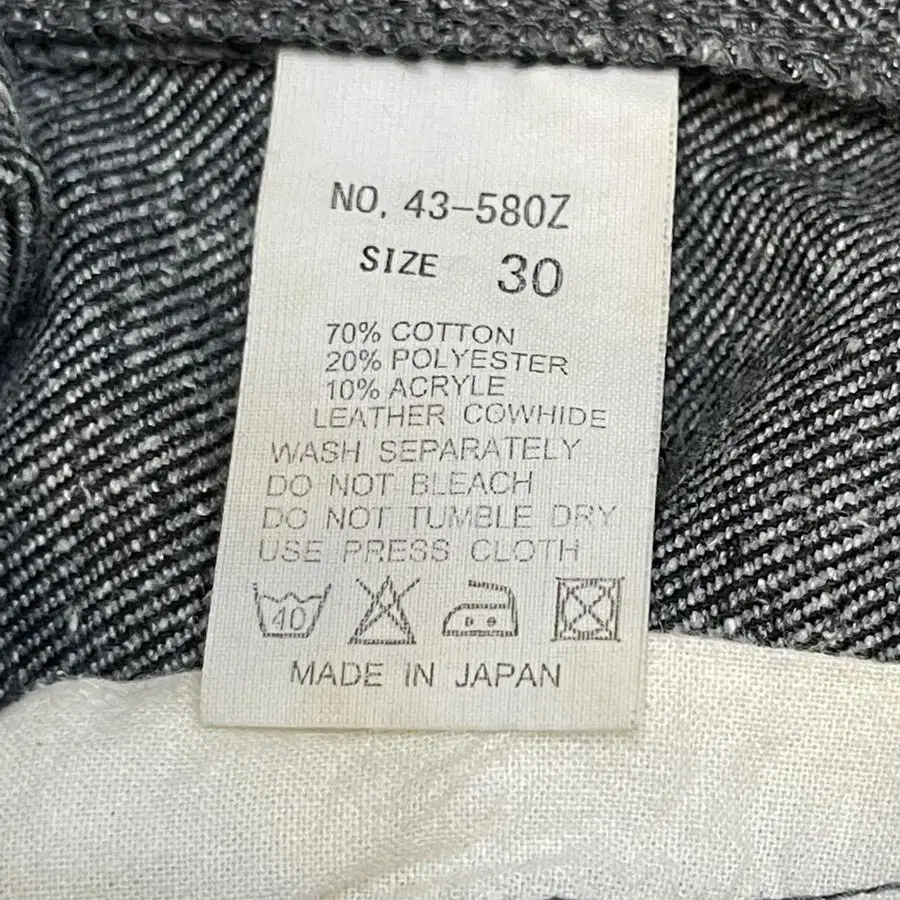 NO. 43-580Z
SIZE 30
70% COTTON
20% POLYESTER
10% ACRYLE
LEATHER COWHIDE
WASH SEPARATELY
DO NOT BLEACH
DO NOT TUMBLE DRY
USE PRESS CLOTH
40
MADE IN JAPAN